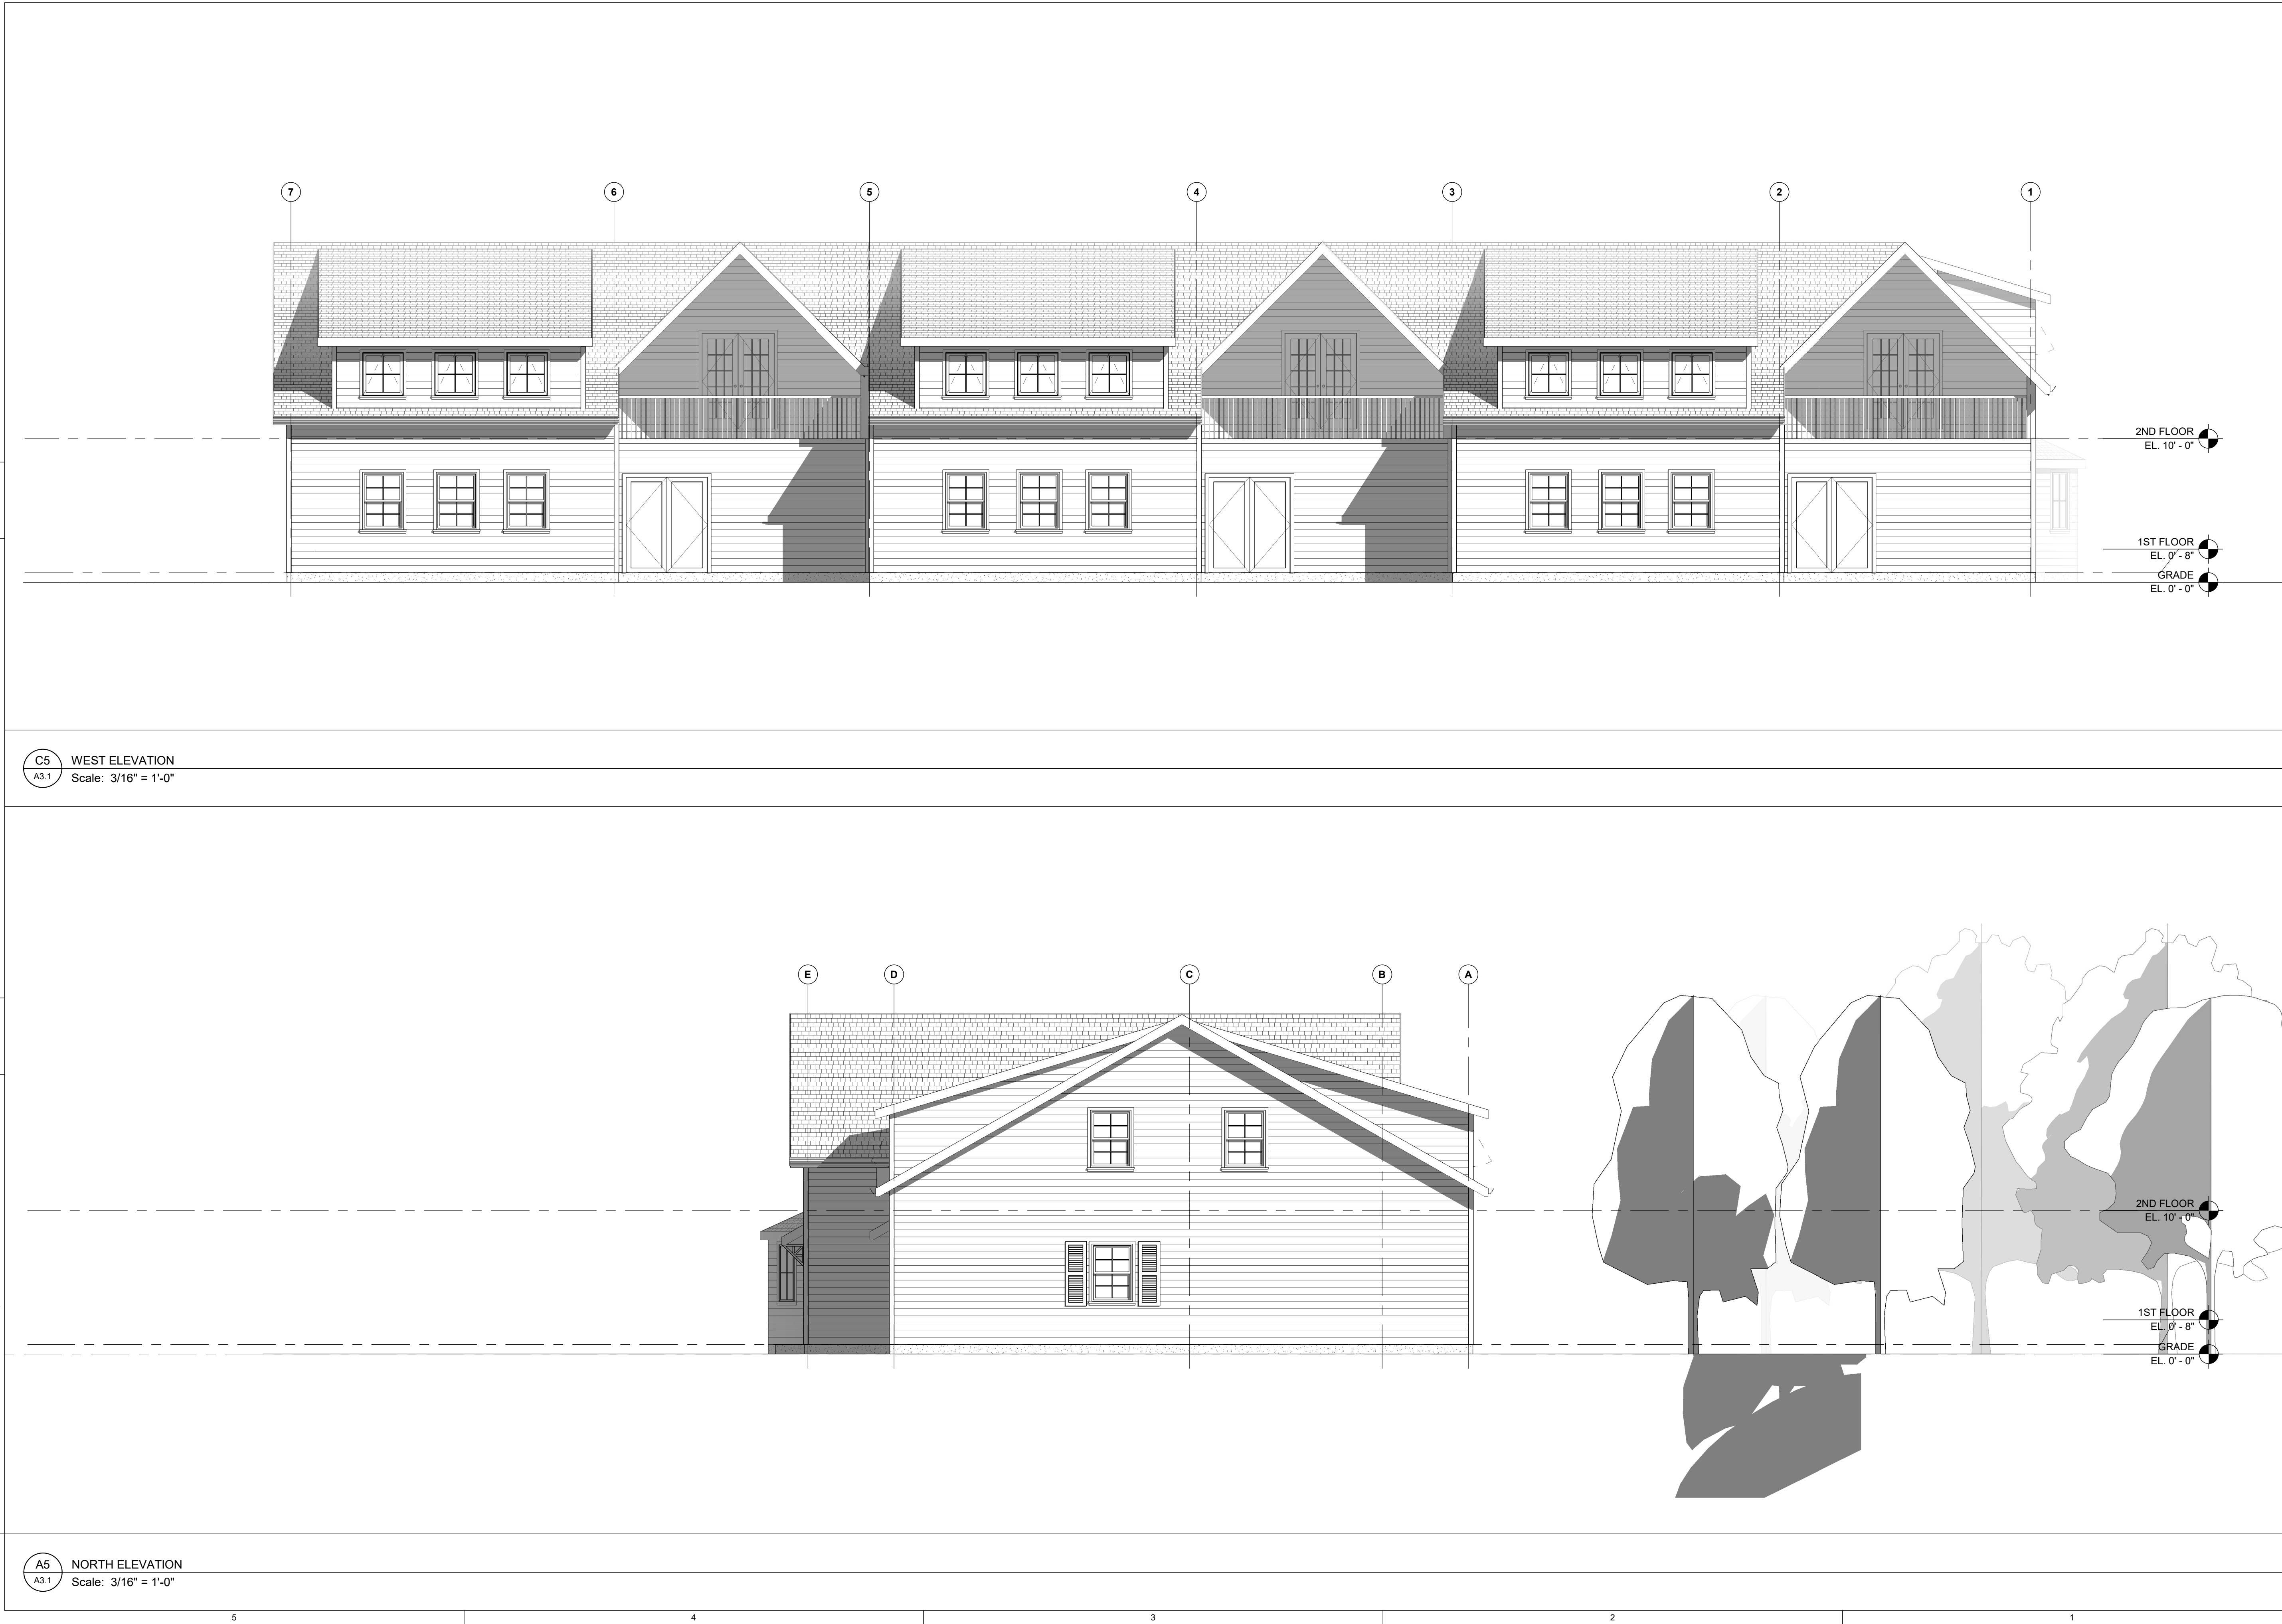 7 6 5 4 3 2 1
2ND FLOOR
EL. 10' - 0"
1ST FLOOR
EL. 0' - 8"
GRADE
EL. 0' - 0"
C5 WEST ELEVATION
A3.1 Scale: 3/16" = 1'-0"
E D C B A
2ND FLOOR
EL. 10' - 0"
1ST FLOOR
EL. 0' - 8"
GRADE
EL. 0' - 0"
A5 NORTH ELEVATION
A3.1 Scale: 3/16" = 1'-0"
5 4 3 2 1